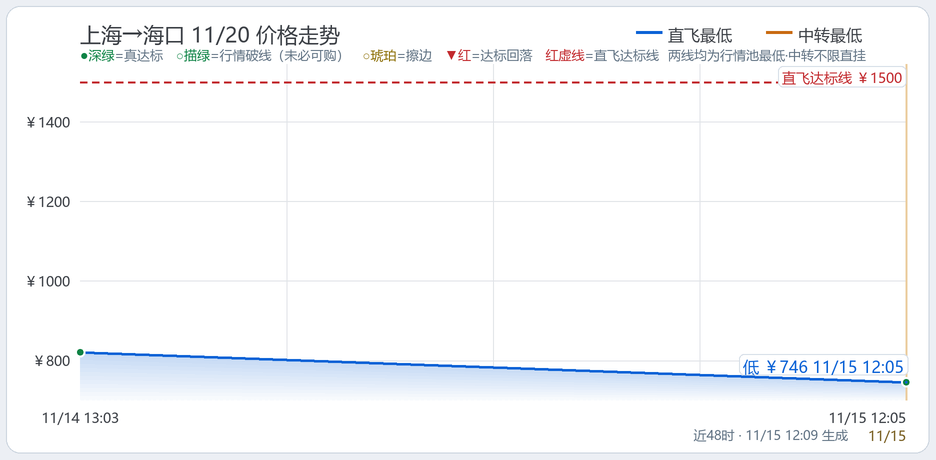 上海→海口 11/20 价格走势
直飞最低 中转最低
●深绿=真达标 ○描绿=行情破线（未必可购） ○琥珀=擦边 ▼红=达标回落 红虚线=直飞达标线 两线均为行情池最低·中转不限直挂
直飞达标线 ￥1500
￥1400
￥1200
￥1000
￥800
低 ￥746 11/15 12:05
11/14 13:03
11/15 12:05
近48时 · 11/15 12:09 生成
11/15